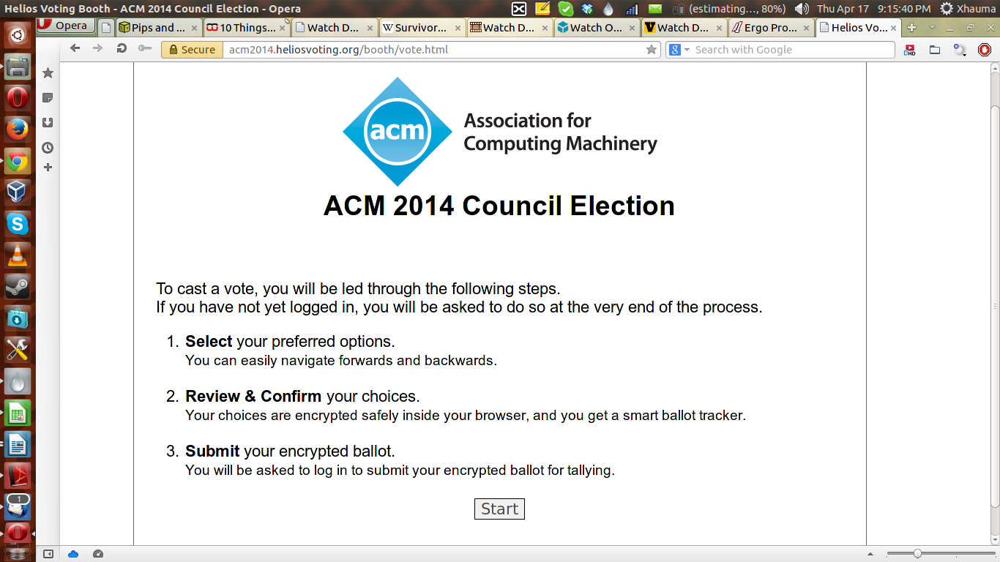 Helios Voting Booth - ACM 2014 Council Election - Opera
(estimating..., 80%)
Thu Apr 17 9:15:40 PM
Xhauma
Opera
Pips and ...
10 Things...
Watch D...
Survivor...
Watch D...
Watch O...
Watch D...
Ergo Pro...
Helios Vo...
Secure
acm2014.heliosvoting.org/booth/vote.html
Search with Google
acm
Association for
Computing Machinery
ACM 2014 Council Election
To cast a vote, you will be led through the following steps.
If you have not yet logged in, you will be asked to do so at the very end of the process.
1. Select your preferred options.
You can easily navigate forwards and backwards.
2. Review & Confirm your choices.
Your choices are encrypted safely inside your browser, and you get a smart ballot tracker.
3. Submit your encrypted ballot.
You will be asked to log in to submit your encrypted ballot for tallying.
Start
1